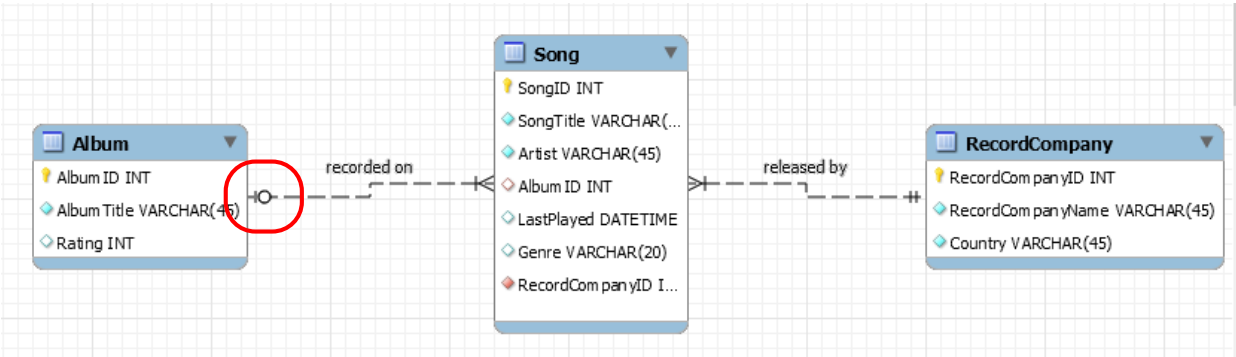 Album
AlbumID INT
AlbumTitle VARCHAR(45)
Rating INT
recorded on
Song
SongID INT
SongTitle VARCHAR(...
Artist VARCHAR(45)
AlbumID INT
LastPlayed DATETIME
Genre VARCHAR(20)
RecordCompanyID I...
released by
RecordCompany
RecordCompanyID INT
RecordCompanyName VARCHAR(45)
Country VARCHAR(45)